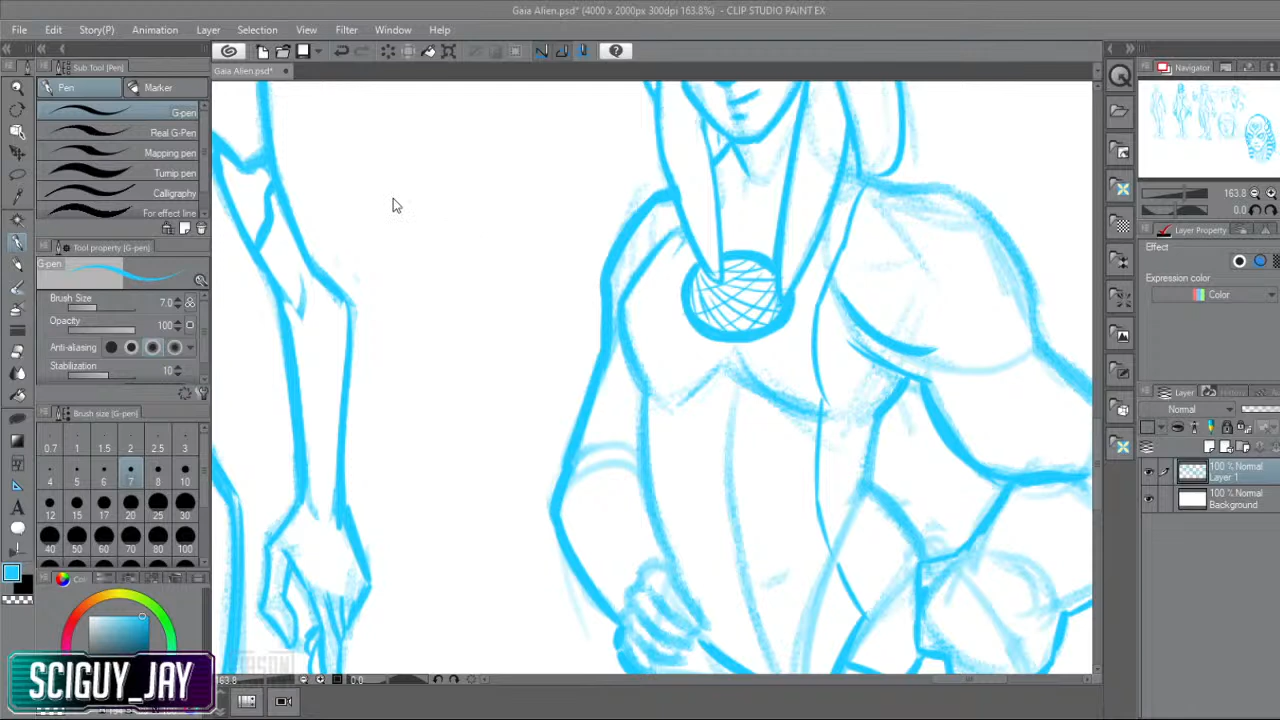 Gaia Alien.psd* (4000 x 2000px 300dpi 163.8%) - CLIP STUDIO PAINT EX
File Edit Story(P) Animation Layer Selection View Filter Window Help
Sub Tool [Pen]
Gaia Alien.psd*
Navigator
Pen Marker
G-pen
Real G-Pen
Mapping pen
Turnip pen
Calligraphy
For effect line
163.8
0.0
Layer Property
Tool property [G-pen]
G-pen
Effect
Expression color
Color
Brush Size 7.0
Opacity 100
Anti-aliasing
Stabilization 10
Layer
History
Normal
Brush size [G-pen]
0.7 1 1.5 2 2.5 3
4 5 6 7 8 10
12 15 17 20 25 30
40 50 60 70 80 100
100 % Normal
Layer 1
100 % Normal
Background
SCIGUY_JAY
163.8
0.0